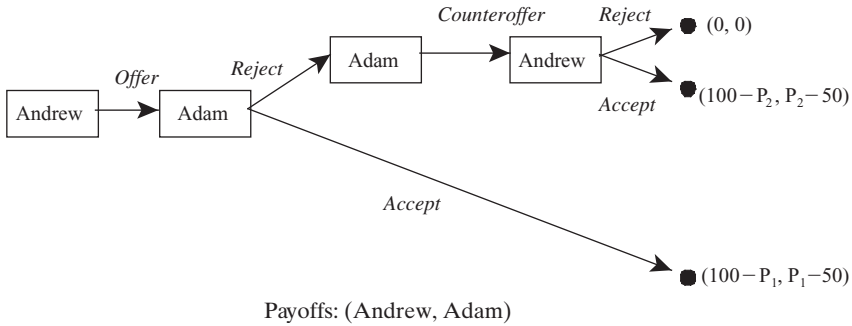 Counteroffer
Reject
(0, 0)
Adam
Andrew
Reject
Offer
Accept
(100−P₂, P₂−50)
Andrew
Adam
Accept
(100−P₁, P₁−50)
Payoffs: (Andrew, Adam)